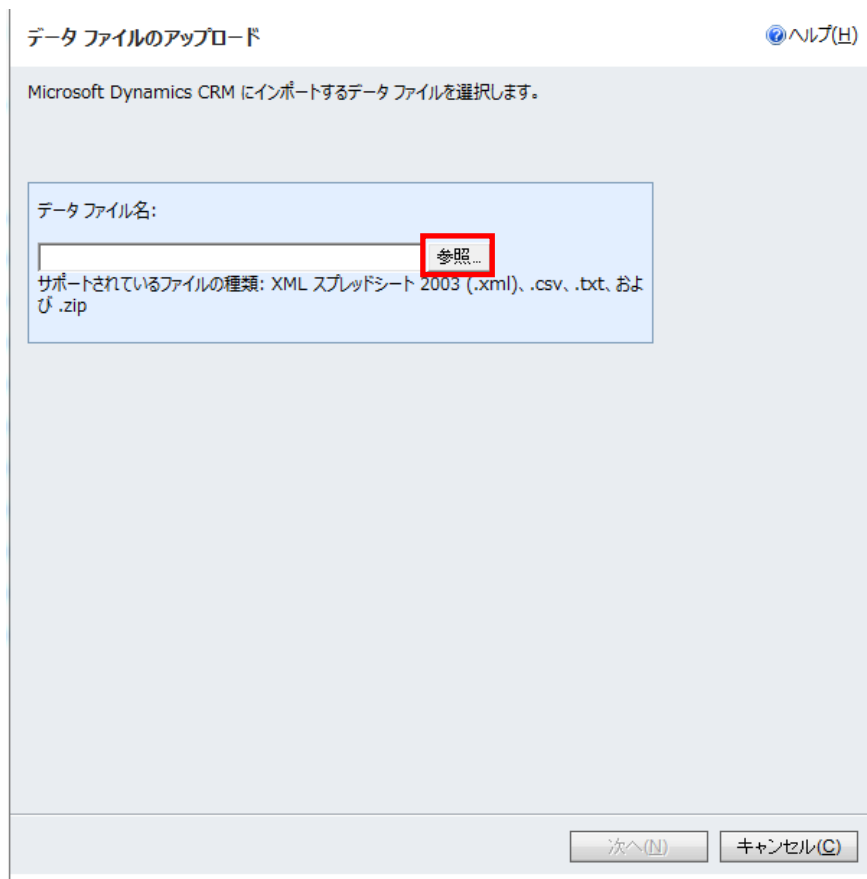 データ ファイルのアップロード
ヘルプ(H)
Microsoft Dynamics CRM にインポートするデータ ファイルを選択します。
データ ファイル名:
参照...
サポートされているファイルの種類: XML スプレッドシート 2003 (.xml)、.csv、.txt、およ
び .zip
次へ(N)
キャンセル(C)